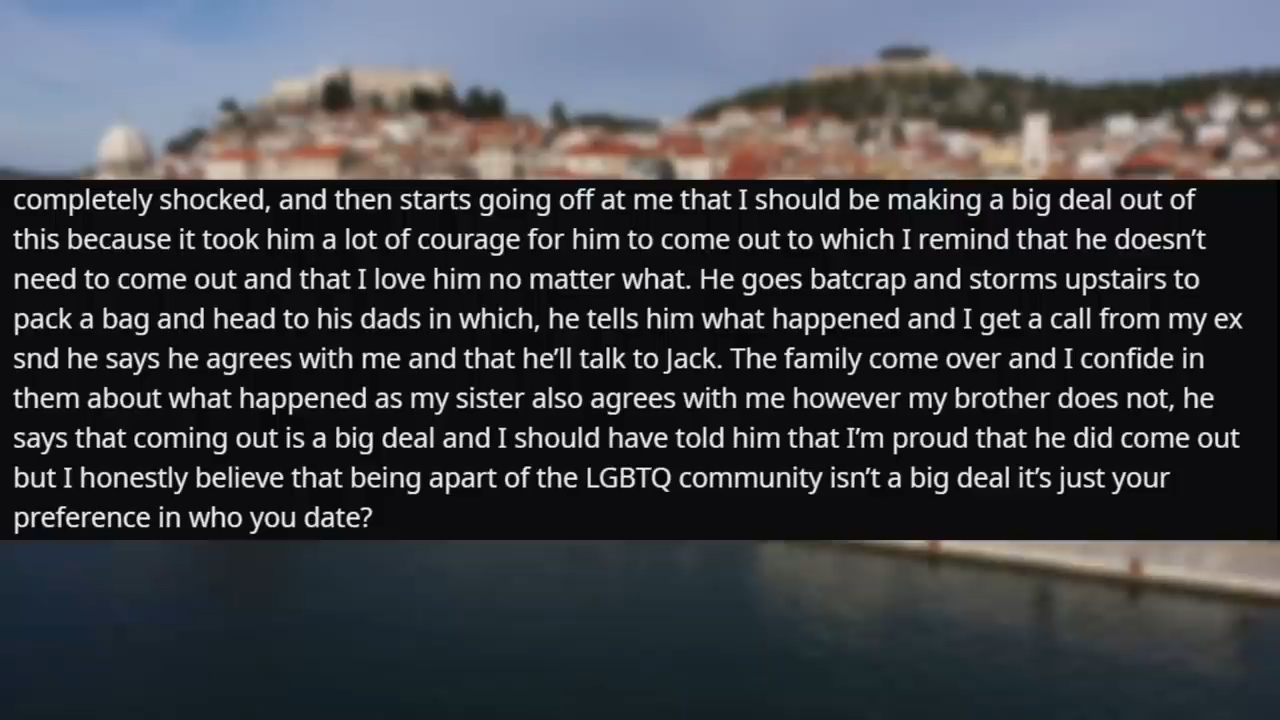 completely shocked, and then starts going off at me that I should be making a big deal out of
this because it took him a lot of courage for him to come out to which I remind that he doesn’t
need to come out and that I love him no matter what. He goes batcrap and storms upstairs to
pack a bag and head to his dads in which, he tells him what happened and I get a call from my ex
snd he says he agrees with me and that he’ll talk to Jack. The family come over and I confide in
them about what happened as my sister also agrees with me however my brother does not, he
says that coming out is a big deal and I should have told him that I’m proud that he did come out
but I honestly believe that being apart of the LGBTQ community isn’t a big deal it’s just your
preference in who you date?